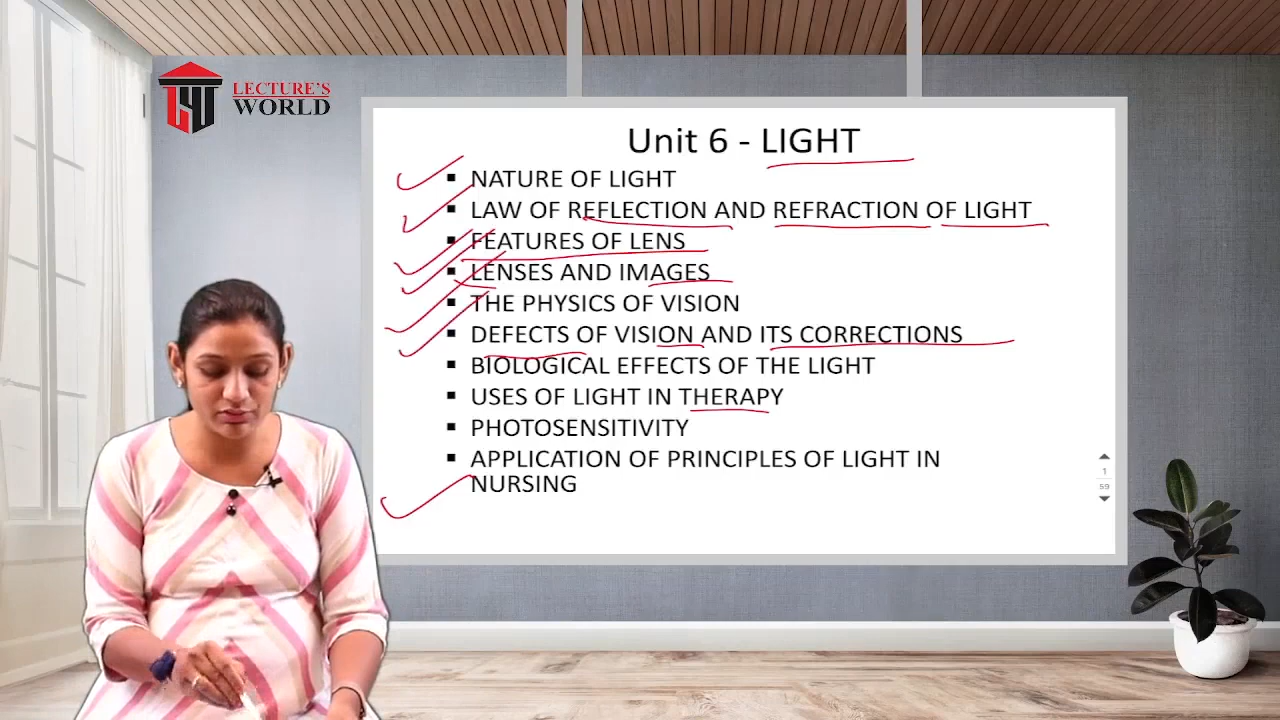 LECTURE'S
WORLD
Unit 6 - LIGHT
▪ NATURE OF LIGHT
▪ LAW OF REFLECTION AND REFRACTION OF LIGHT
▪ FEATURES OF LENS
▪ LENSES AND IMAGES
▪ THE PHYSICS OF VISION
▪ DEFECTS OF VISION AND ITS CORRECTIONS
▪ BIOLOGICAL EFFECTS OF THE LIGHT
▪ USES OF LIGHT IN THERAPY
▪ PHOTOSENSITIVITY
▪ APPLICATION OF PRINCIPLES OF LIGHT IN
NURSING
1
59